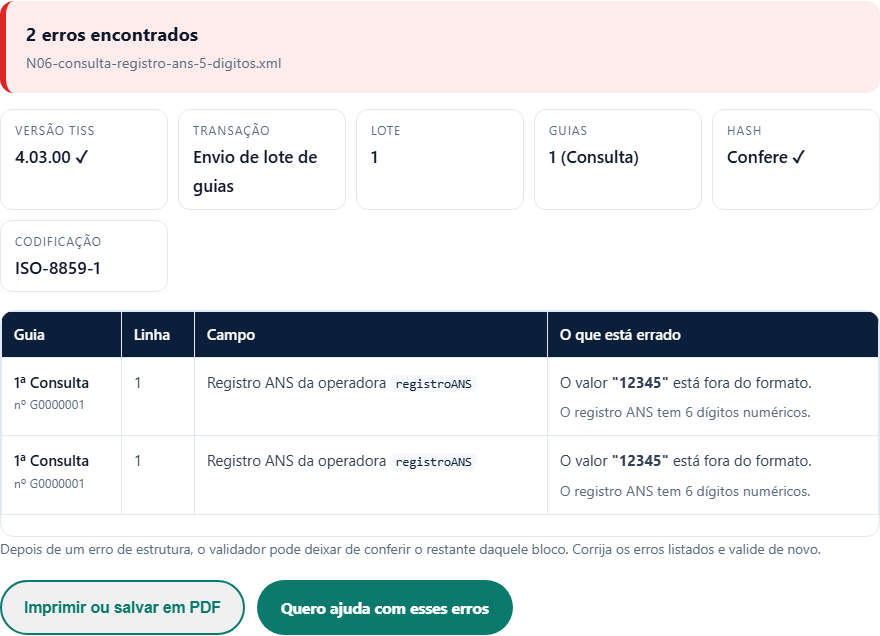 2 erros encontrados
N06-consulta-registro-ans-5-digitos.xml
VERSÃO TISS
4.03.00 ✓
TRANSAÇÃO
Envio de lote de
guias
LOTE
1
GUIAS
1 (Consulta)
HASH
Confere ✓
CODIFICAÇÃO
ISO-8859-1
Guia Linha Campo O que está errado
1ª Consulta 1 Registro ANS da operadora registroANS O valor "12345" está fora do formato.
nº G0000001 O registro ANS tem 6 dígitos numéricos.
1ª Consulta 1 Registro ANS da operadora registroANS O valor "12345" está fora do formato.
nº G0000001 O registro ANS tem 6 dígitos numéricos.
Depois de um erro de estrutura, o validador pode deixar de conferir o restante daquele bloco. Corrija os erros listados e valide de novo.
Imprimir ou salvar em PDF
Quero ajuda com esses erros